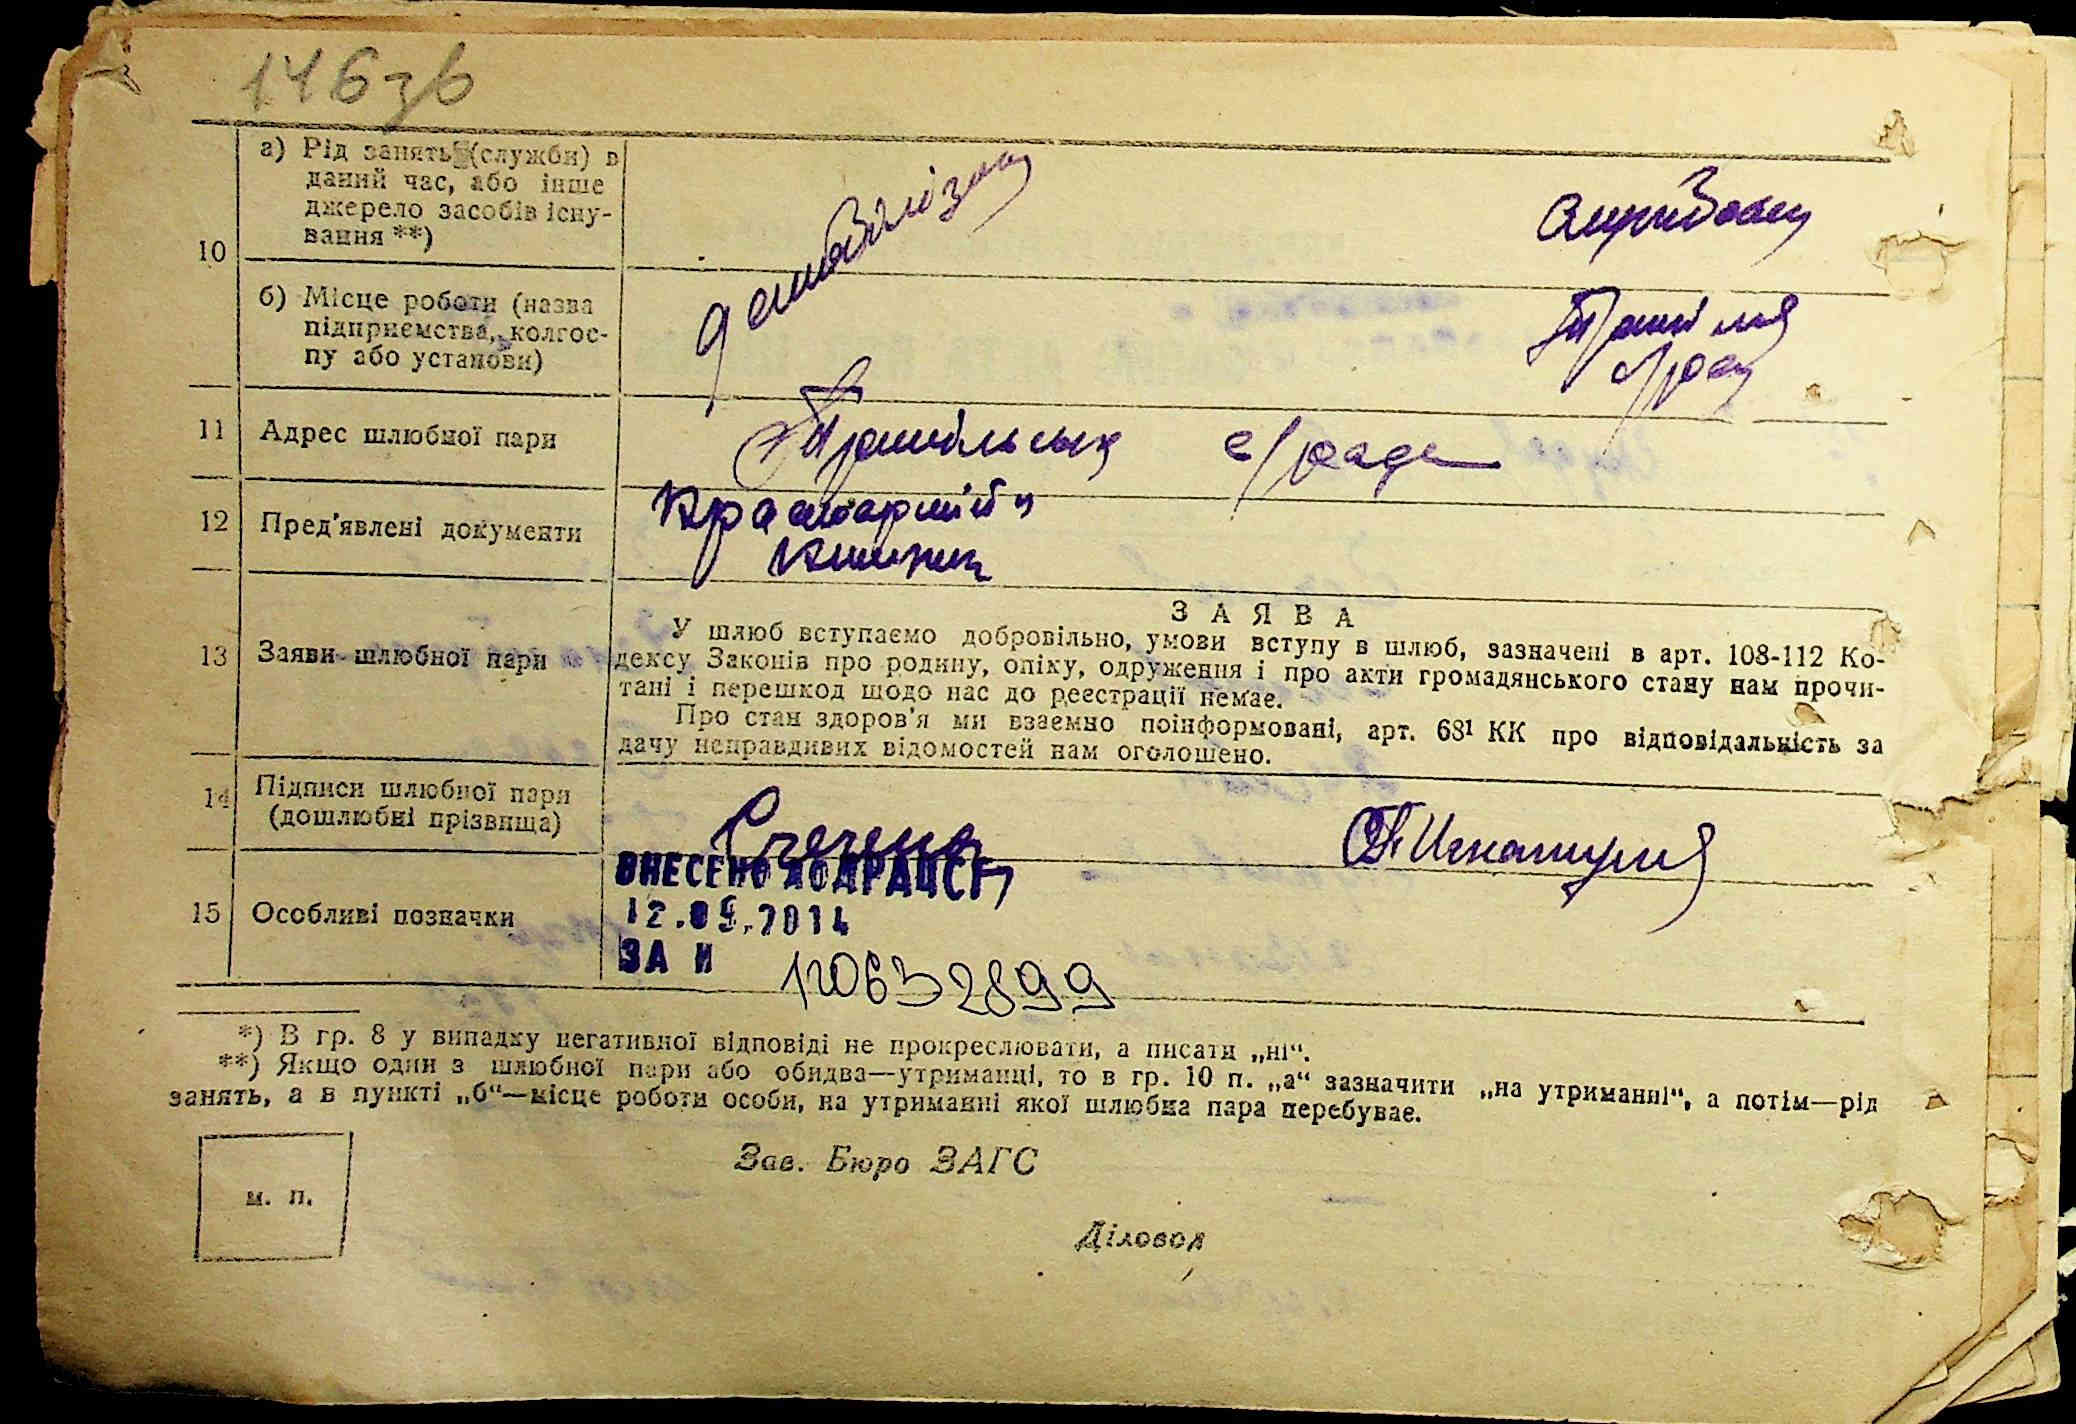 146зв
10
а) Рід занять (служби) в
даний час, або інше
джерело засобів існу-
вання **)
демобілізов
б) Місце роботи (назва
підприємства, колгос-
пу або установи)
11 Адрес шлюбної пари
с/рада
12 Пред'явлені документи
Красноармій"
книжка
13 Заяви шлюбної пари
ЗАЯВА
У шлюб вступаємо добровільно, умови вступу в шлюб, зазначені в арт. 108-112 Ко-
дексу Законів про родину, опіку, одруження і про акти громадянського стану нам прочи-
тані і перешкод щодо нас до реєстрації немає.
Про стан здоров'я ми взаємно поінформовані, арт. 68¹ КК про відповідальність за
дачу неправдивих відомостей нам оголошено.
14 Підписи шлюбної пари
(дошлюбні прізвища)
15 Особливі позначки
ВНЕСЕНО ДО ДРАЦСГ
12.09.2014
ЗА И 120632899
*) В гр. 8 у випадку негативної відповіді не прокреслювати, а писати „ні“.
**) Якщо один з шлюбної пари або обидва—утриманці, то в гр. 10 п. „а“ зазначити „на утриманні“, а потім—рід
занять, а в пункті „б“—місце роботи особи, на утриманні якої шлюбна пара перебуває.
Зав. Бюро ЗАГС
м. п.
Діловод